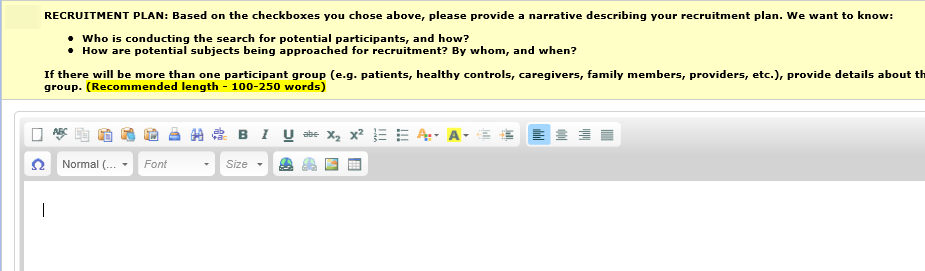 RECRUITMENT PLAN: Based on the checkboxes you chose above, please provide a narrative describing your recruitment plan. We want to know:
• Who is conducting the search for potential participants, and how?
• How are potential subjects being approached for recruitment? By whom, and when?
If there will be more than one participant group (e.g. patients, healthy controls, caregivers, family members, providers, etc.), provide details about
group. (Recommended length - 100-250 words)
ABC abc B I U abc X₂ X² A A
Ω Normal (... Font Size